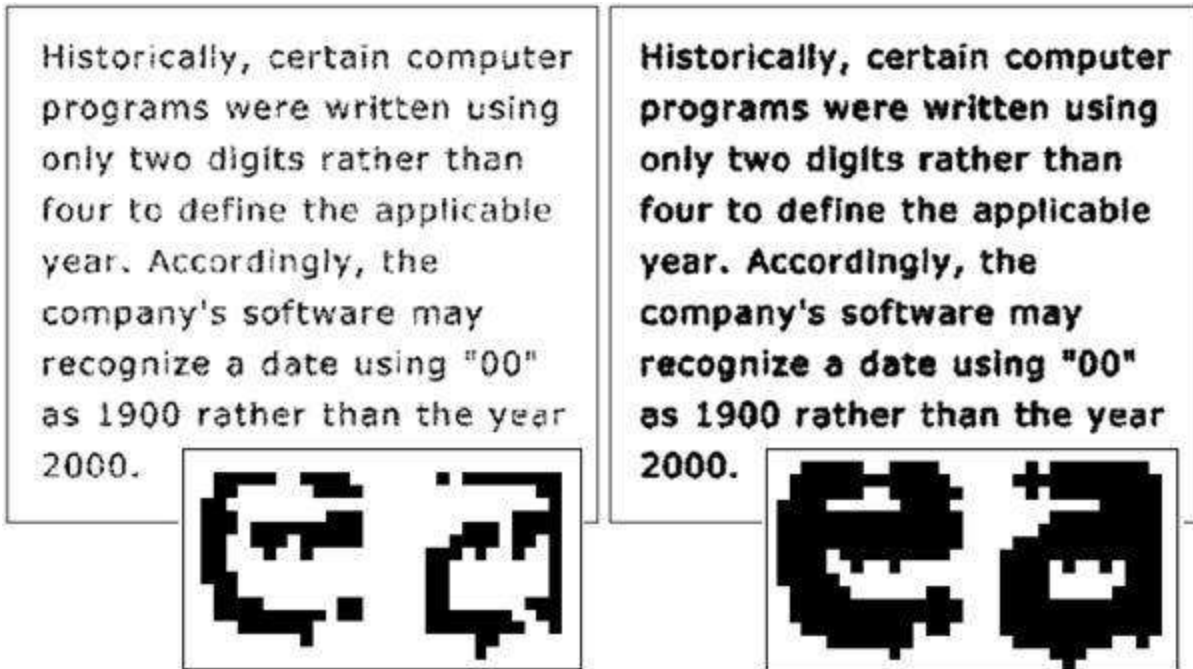 Historically, certain computer
programs were written using
only two digits rather than
four to define the applicable
year. Accordingly, the
company's software may
recognize a date using "00"
as 1900 rather than the year
2000.
Historically, certain computer
programs were written using
only two digits rather than
four to define the applicable
year. Accordingly, the
company's software may
recognize a date using "00"
as 1900 rather than the year
2000.
ea
ea